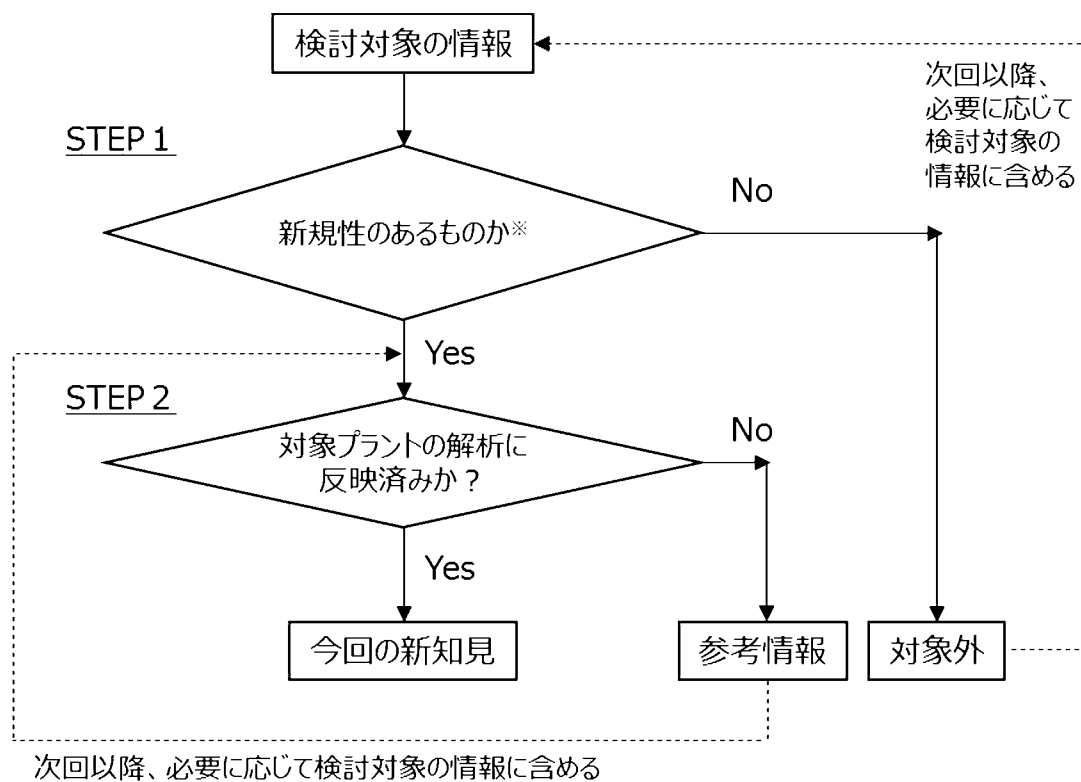 検討対象の情報
次回以降、
必要に応じて
検討対象の
情報に含める
STEP 1
No
新規性のあるものか※
Yes
STEP 2
No
対象プラントの解析に
反映済みか？
Yes
今回の新知見
参考情報
対象外
次回以降、必要に応じて検討対象の情報に含める